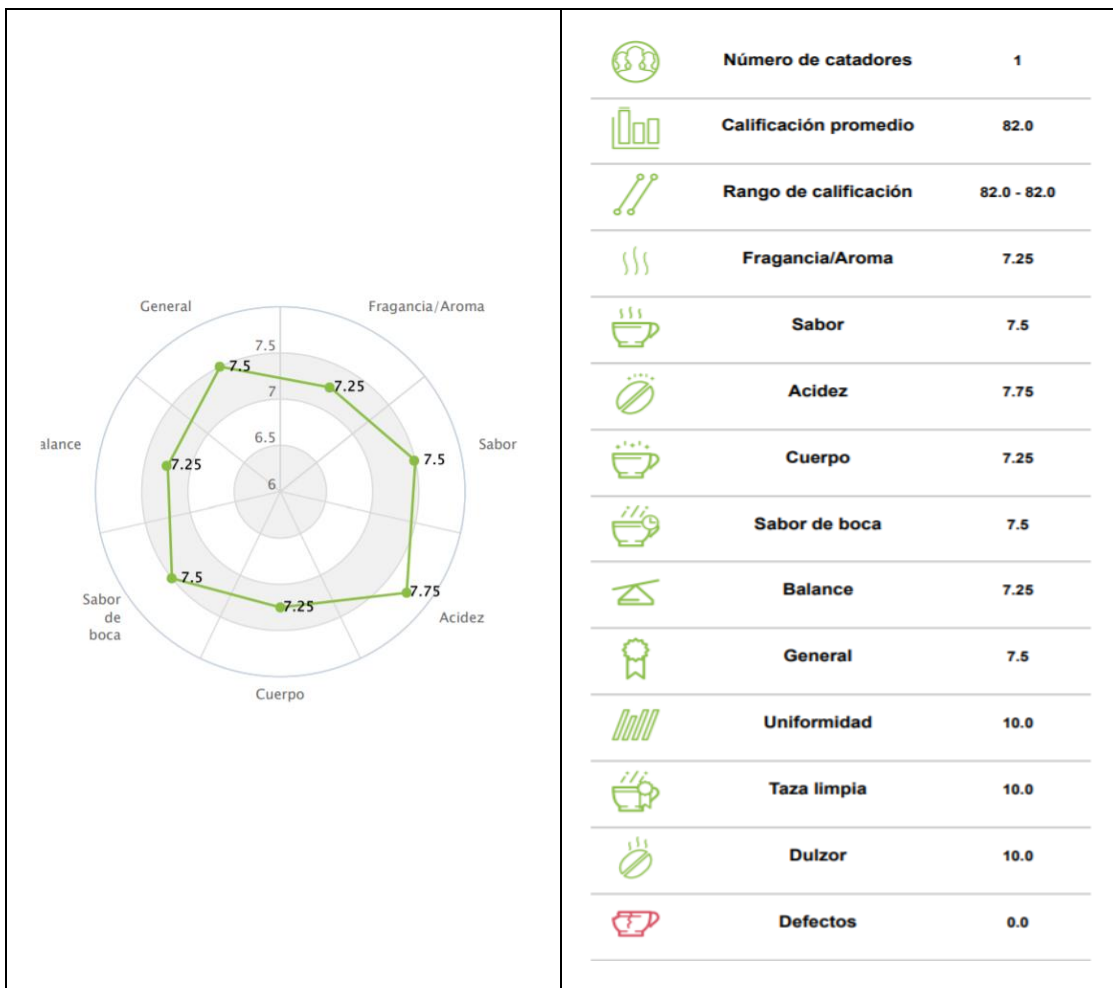 General
Fragancia/Aroma
7.5
7.5
7.25
7
6.5
alance
Sabor
7.5
7.25
6
7.5
7.75
7.25
Sabor
de
boca
Acidez
Cuerpo
Número de catadores 1
Calificación promedio 82.0
Rango de calificación 82.0 - 82.0
Fragancia/Aroma 7.25
Sabor 7.5
Acidez 7.75
Cuerpo 7.25
Sabor de boca 7.5
Balance 7.25
General 7.5
Uniformidad 10.0
Taza limpia 10.0
Dulzor 10.0
Defectos 0.0